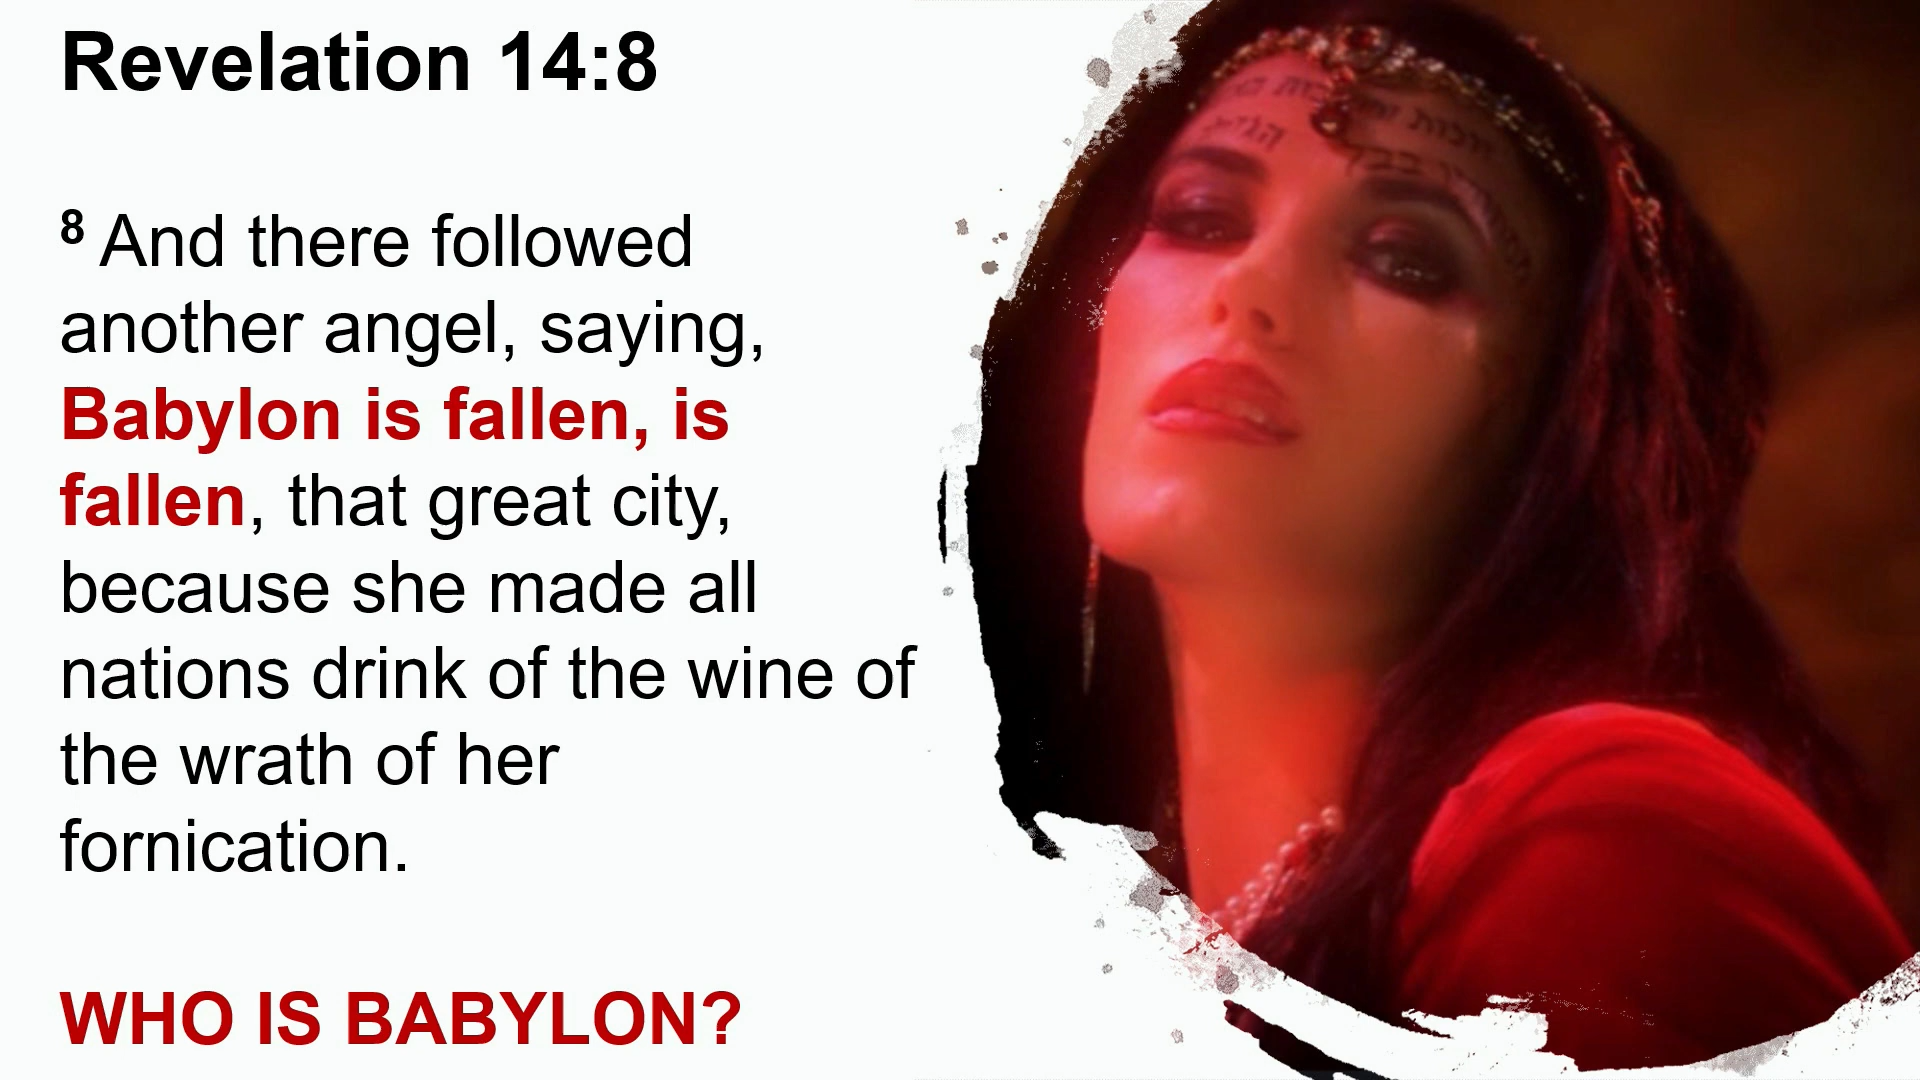 Revelation 14:8
8 And there followed
another angel, saying,
Babylon is fallen, is
fallen, that great city,
because she made all
nations drink of the wine of
the wrath of her
fornication.
WHO IS BABYLON?